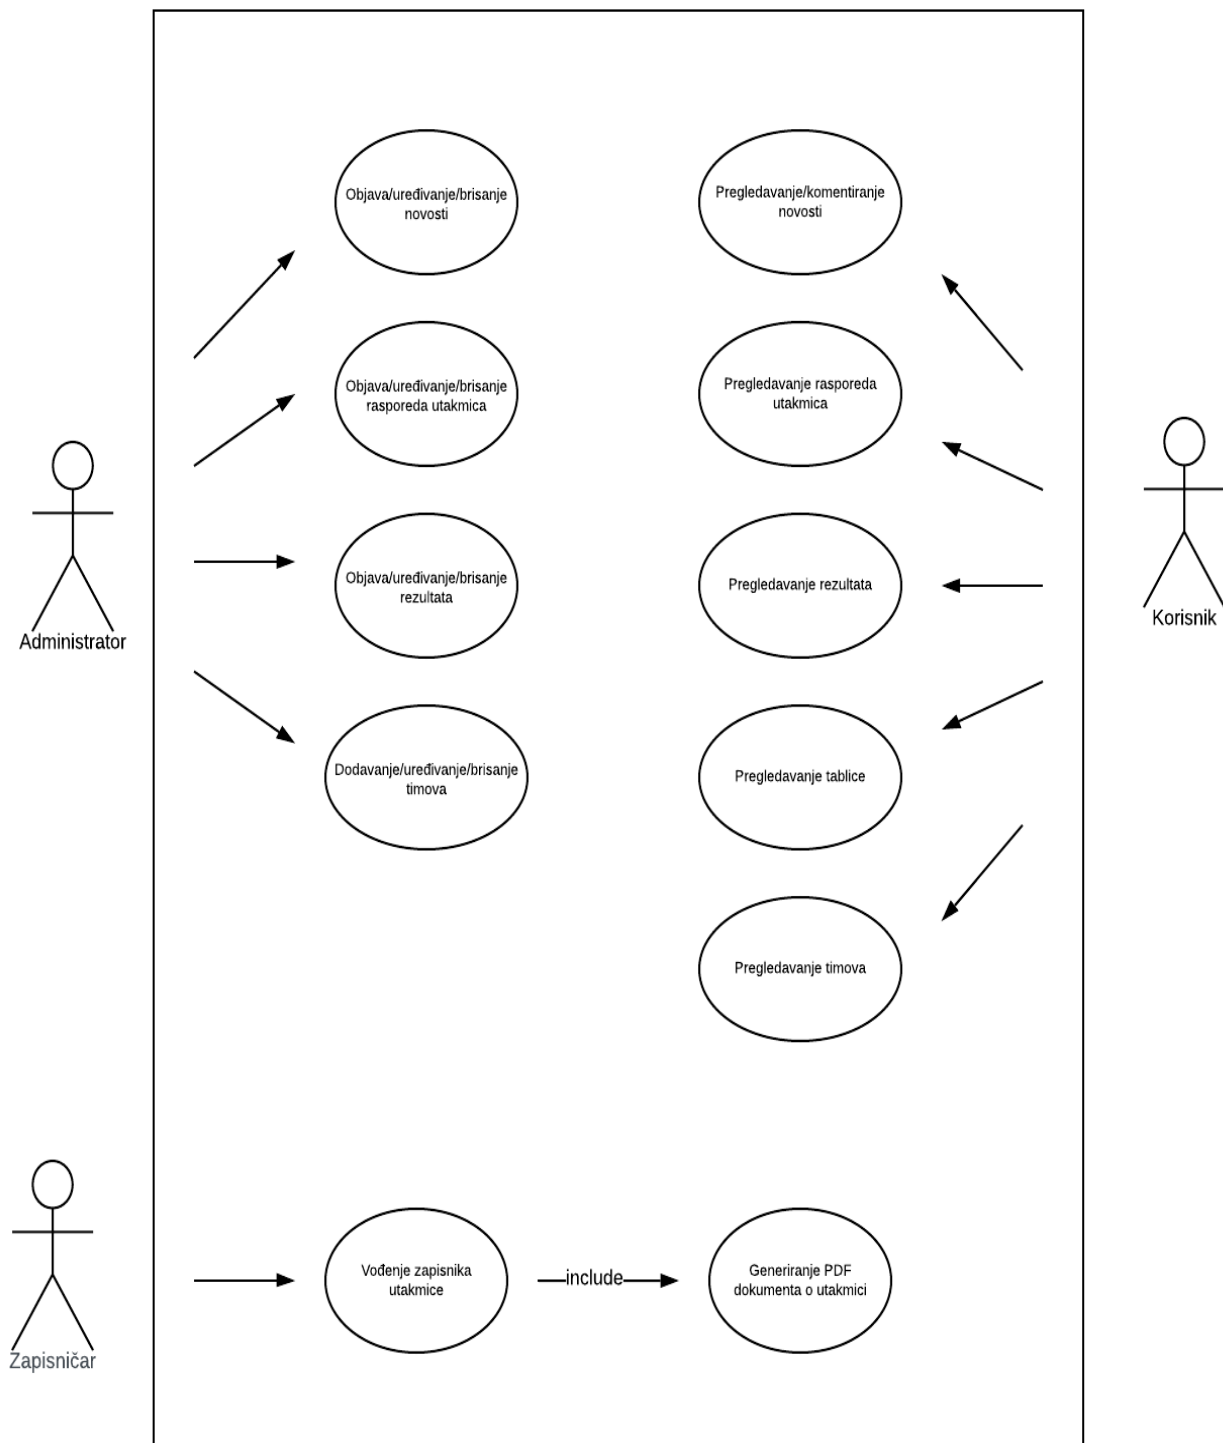 Objava/uređivanje/brisanje
novosti
Pregledavanje/komentiranje
novosti
Objava/uređivanje/brisanje
rasporeda utakmica
Pregledavanje rasporeda
utakmica
Administrator
Korisnik
Objava/uređivanje/brisanje
rezultata
Pregledavanje rezultata
Dodavanje/uređivanje/brisanje
timova
Pregledavanje tablice
Pregledavanje timova
Zapisničar
Vođenje zapisnika
utakmice
include
Generiranje PDF
dokumenta o utakmici